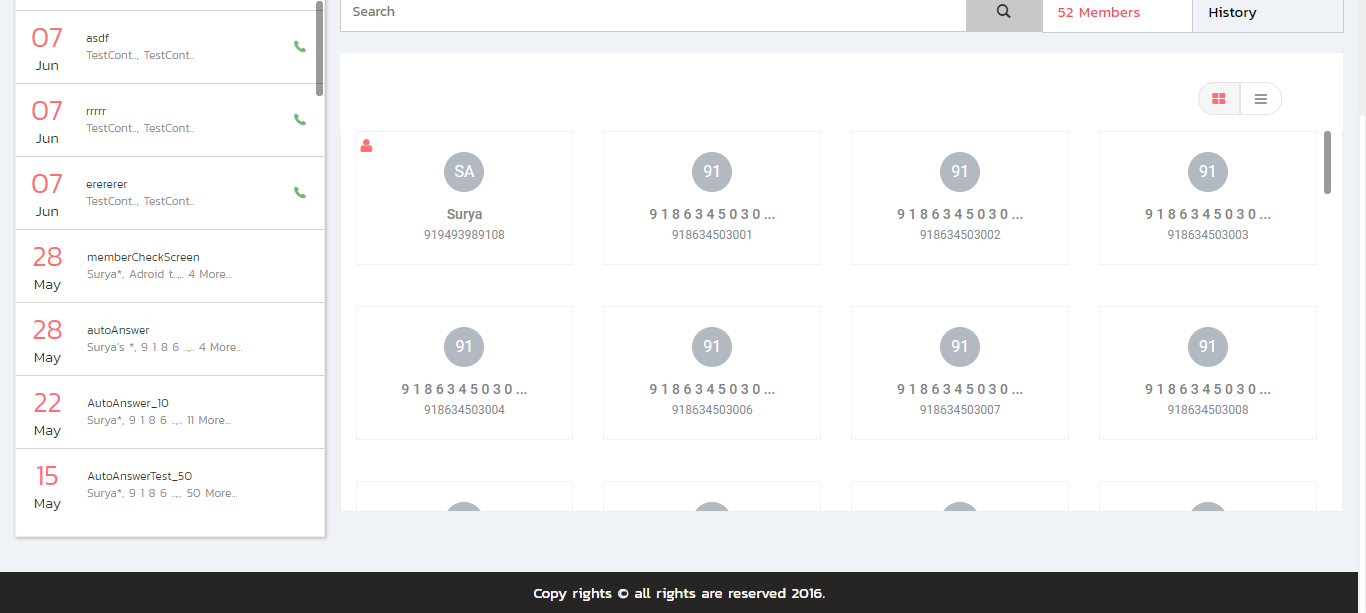 07
Jun
asdf
TestCont.., TestCont..
07
Jun
rrrrr
TestCont.., TestCont..
07
Jun
erererer
TestCont.., TestCont..
28
May
memberCheckScreen
Surya*, Adroid t..,.. 4 More...
28
May
autoAnswer
Surya's *, 9 1 8 6 ..,.. 4 More...
22
May
AutoAnswer_10
Surya*, 9 1 8 6 ..,.. 11 More...
15
May
AutoAnswerTest_50
Surya*, 9 1 8 6 ..,.. 50 More...
Search 52 Members History
SA 91 91 91
Surya 9 1 8 6 3 4 5 0 3 0 ... 9 1 8 6 3 4 5 0 3 0 ... 9 1 8 6 3 4 5 0 3 0 ...
919493989108 918634503001 918634503002 918634503003
91 91 91 91
9 1 8 6 3 4 5 0 3 0 ... 9 1 8 6 3 4 5 0 3 0 ... 9 1 8 6 3 4 5 0 3 0 ... 9 1 8 6 3 4 5 0 3 0 ...
918634503004 918634503006 918634503007 918634503008
Copy rights © all rights are reserved 2016.